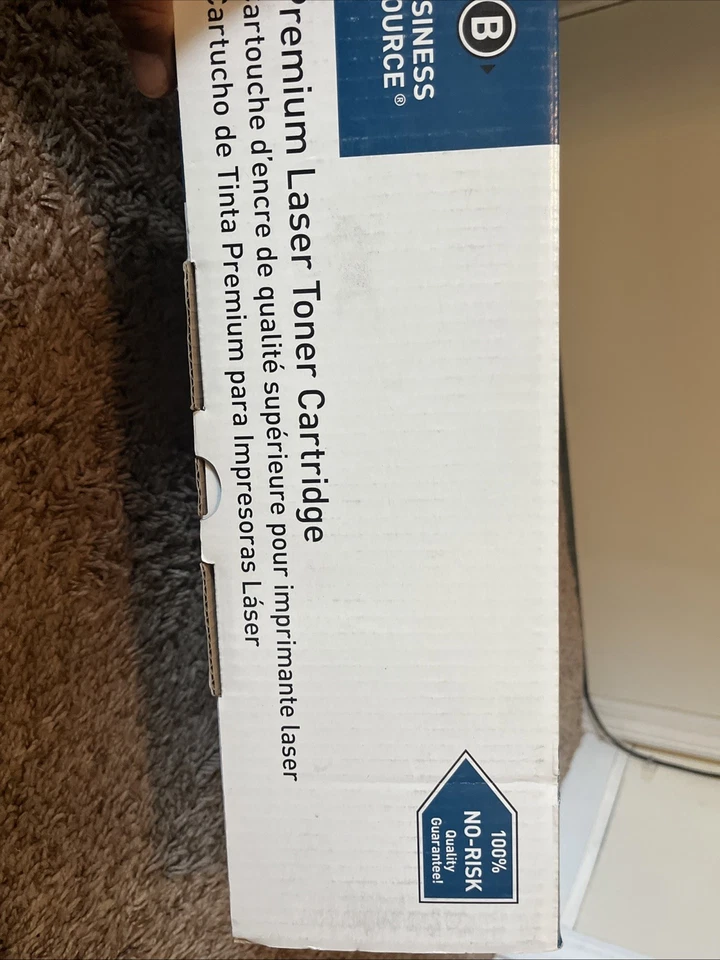 B
SINESS
OURCE®
Premium Laser Toner Cartridge
artouche d'encre de qualité supérieure pour imprimante laser
Cartucho de Tinta Premium para Impresoras Láser
100%
NO-RISK
Quality
Guarantee!